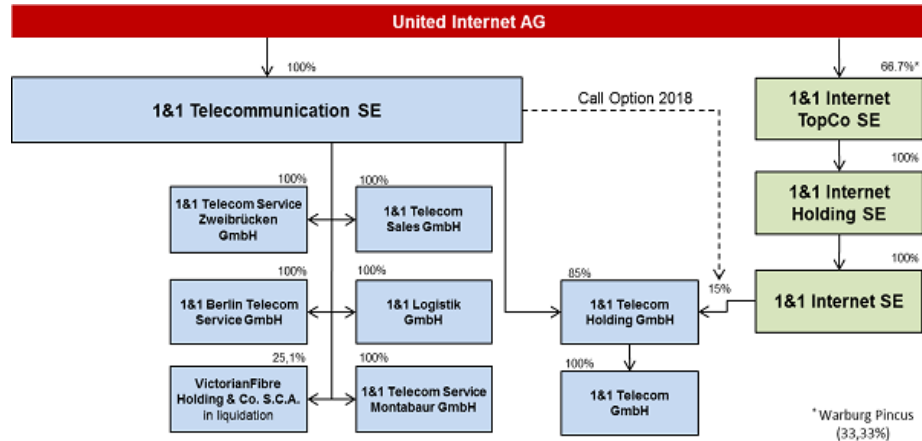 United Internet AG
100%
66.7%*
1&1 Telecommunication SE
Call Option 2018
1&1 Internet
TopCo SE
100%
1&1 Internet
Holding SE
100%
1&1 Internet SE
100%
1&1 Telecom Service
Zweibrücken
GmbH
100%
1&1 Telecom
Sales GmbH
100%
1&1 Berlin Telecom
Service GmbH
100%
1&1 Logistik
GmbH
85%
1&1 Telecom
Holding GmbH
15%
25,1%
VictorianFibre
Holding & Co. S.C.A.
in liquidation
100%
1&1 Telecom Service
Montabaur GmbH
100%
1&1 Telecom
GmbH
* Warburg Pincus
(33,33%)